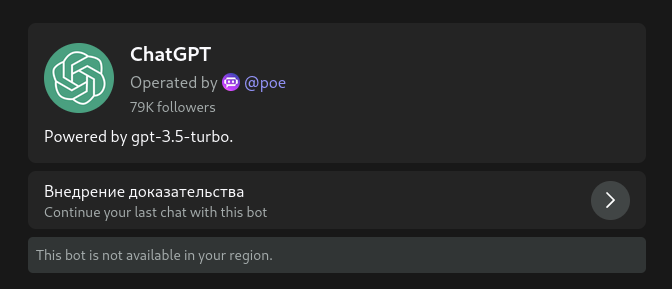 ChatGPT
Operated by @poe
79K followers
Powered by gpt-3.5-turbo.
Внедрение доказательства
Continue your last chat with this bot
This bot is not available in your region.